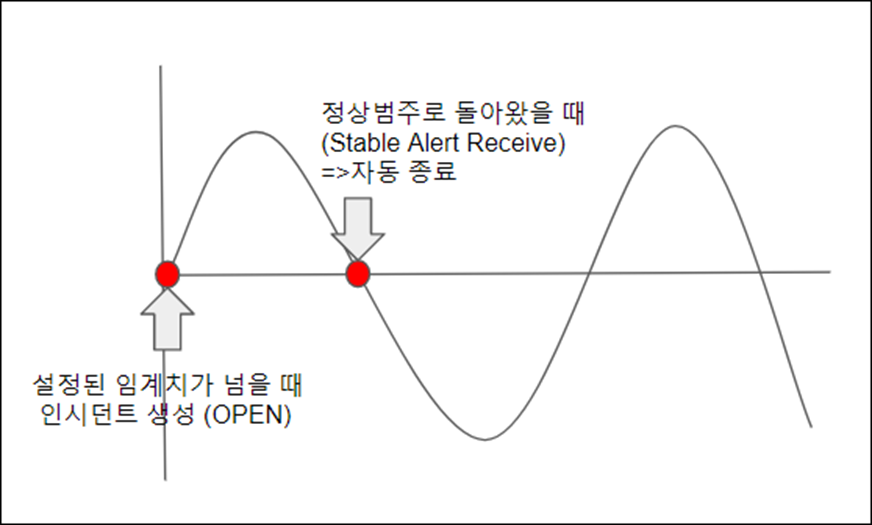 정상범주로 돌아왔을 때
(Stable Alert Receive)
=>자동 종료
설정된 임계치가 넘을 때
인시던트 생성 (OPEN)